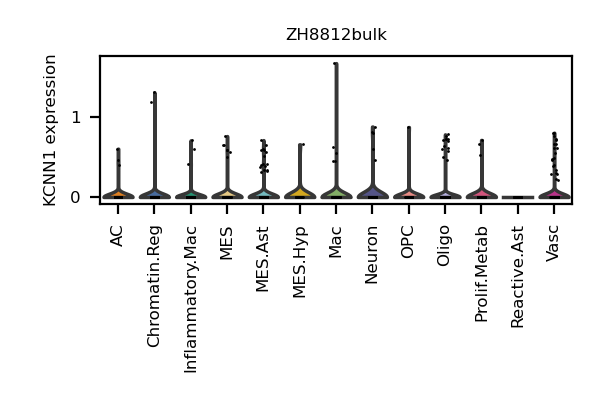 ZH8812bulk
KCNN1 expression
1
0
AC
Chromatin.Reg
Inflammatory.Mac
MES
MES.Ast
MES.Hyp
Mac
Neuron
OPC
Oligo
Prolif.Metab
Reactive.Ast
Vasc